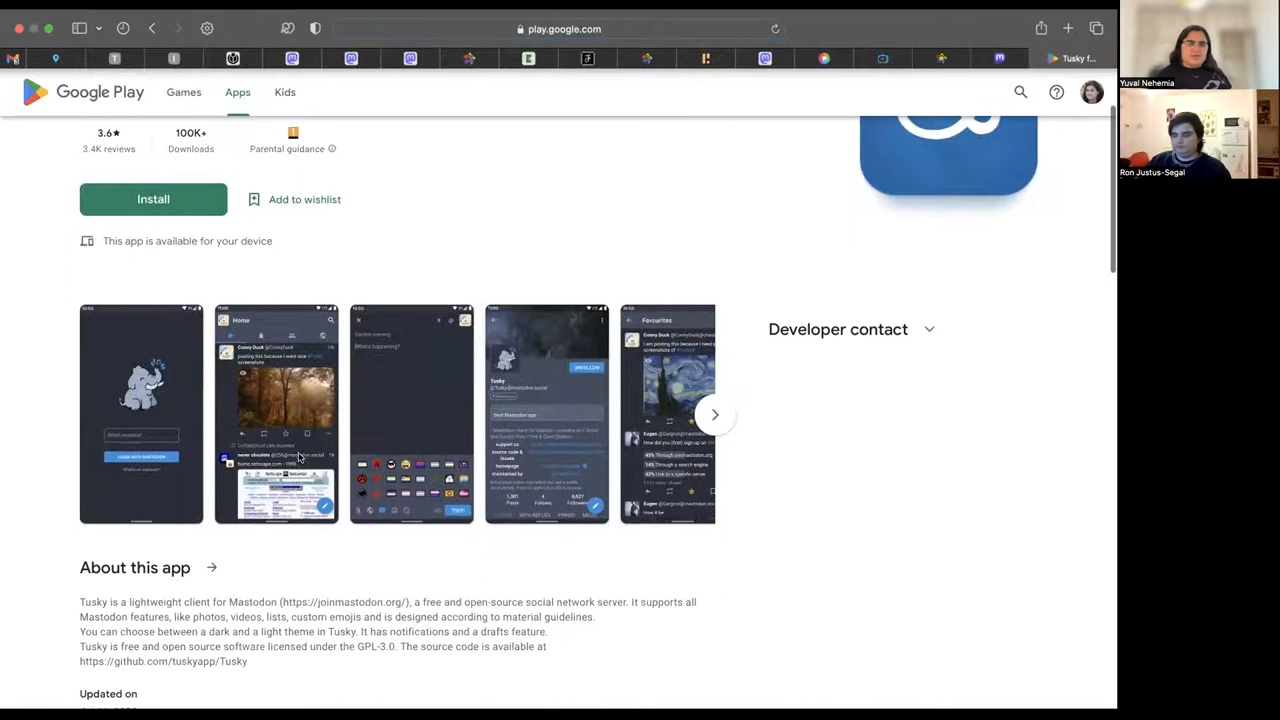 play.google.com
Tusky f...
Google Play
Games
Apps
Kids
3.6★
3.4K reviews
100K+
Downloads
Parental guidance
Install
Add to wishlist
This app is available for your device
Home
Favourites
Tusky
UNFOLLOW
LOGIN WITH MASTODON
Developer contact
About this app
Tusky is a lightweight client for Mastodon (https://joinmastodon.org/), a free and open-source social network server. It supports all
Mastodon features, like photos, videos, lists, custom emojis and is designed according to material guidelines.
You can choose between a dark and a light theme in Tusky. It has notifications and a drafts feature.
Tusky is free and open source software licensed under the GPL-3.0. The source code is available at
https://github.com/tuskyapp/Tusky
Updated on
Yuval Nehemia
Ron Justus-Segal